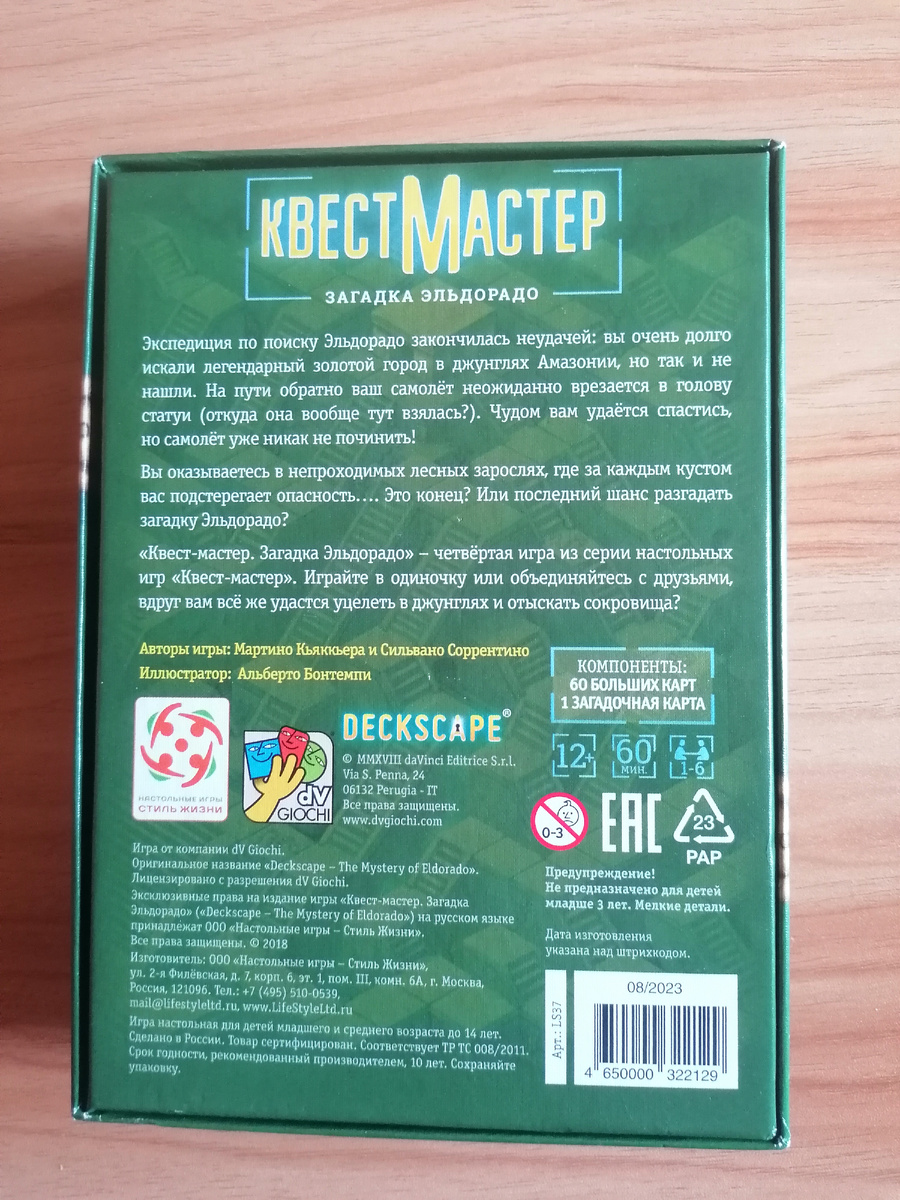 КВЕСТМАСТЕР
ЗАГАДКА ЭЛЬДОРАДО
Экспедиция по поиску Эльдорадо закончилась неудачей: вы очень долго
искали легендарный золотой город в джунглях Амазонии, но так и не
нашли. На пути обратно ваш самолёт неожиданно врезается в голову
статуи (откуда она вообще тут взялась?). Чудом вам удаётся спастись,
но самолёт уже никак не починить!
Вы оказываетесь в непроходимых лесных зарослях, где за каждым кустом
вас подстерегает опасность.... Это конец? Или последний шанс разгадать
загадку Эльдорадо?
«Квест-мастер. Загадка Эльдорадо» – четвёртая игра из серии настольных
игр «Квест-мастер». Играйте в одиночку или объединяйтесь с друзьями,
вдруг вам всё же удастся уцелеть в джунглях и отыскать сокровища?
Авторы игры: Мартино Кьяккьера и Сильвано Соррентино
Иллюстратор: Альберто Бонтемпи
КОМПОНЕНТЫ:
60 БОЛЬШИХ КАРТ
1 ЗАГАДОЧНАЯ КАРТА
12+
60
МИН.
1-6
НАСТОЛЬНЫЕ ИГРЫ
СТИЛЬ ЖИЗНИ
dV
GIOCHI
DECKSCAPE®
© MMXVIII daVinci Editrice S.r.l.
Via S. Penna, 24
06132 Perugia - IT
Все права защищены.
www.dvgiochi.com
0-3
EAC
23
PAP
Предупреждение!
Не предназначено для детей
младше 3 лет. Мелкие детали.
Дата изготовления
указана над штрихкодом.
Игра от компании dV Giochi.
Оригинальное название «Deckscape – The Mystery of Eldorado».
Лицензировано с разрешения dV Giochi.
Эксклюзивные права на издание игры «Квест-мастер. Загадка
Эльдорадо» («Deckscape – The Mystery of Eldorado») на русском языке
принадлежат ООО «Настольные игры – Стиль Жизни».
Все права защищены. © 2018
Изготовитель: ООО «Настольные игры – Стиль Жизни»,
ул. 2-я Филёвская, д. 7, корп. 6, эт. 1, пом. III, комн. 6А, г. Москва,
Россия, 121096. Тел.: +7 (495) 510-0539,
mail@lifestyleltd.ru, www.LifeStyleLtd.ru
Игра настольная для детей младшего и среднего возраста до 14 лет.
Сделано в России. Товар сертифицирован. Соответствует ТР ТС 008/2011.
Срок годности, рекомендованный производителем, 10 лет. Сохраняйте
упаковку.
Арт.: LS37
08/2023
4 650000 322129